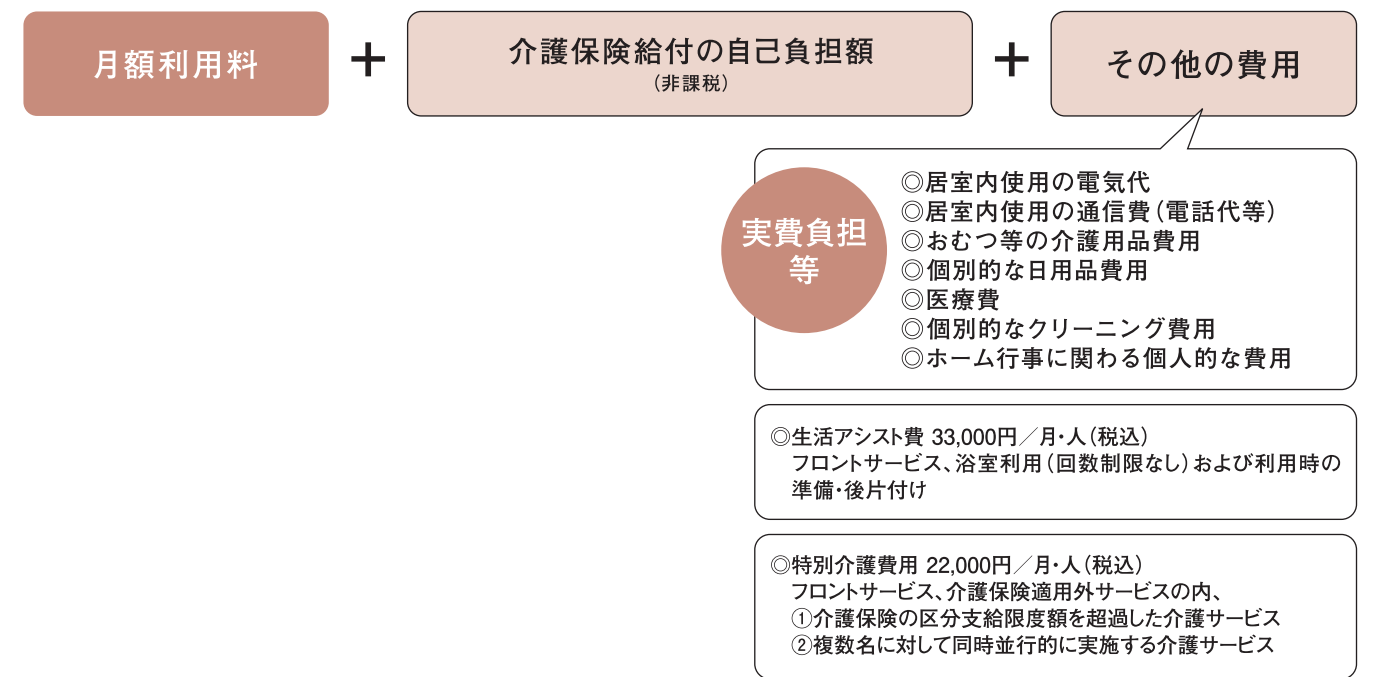 月額利用料
+
介護保険給付の自己負担額
(非課税)
+
その他の費用
実費負担
等
◎居室内使用の電気代
◎居室内使用の通信費(電話代等)
◎おむつ等の介護用品費用
◎個別的な日用品費用
◎医療費
◎個別的なクリーニング費用
◎ホーム行事に関わる個人的な費用
◎生活アシスト費 33,000円／月・人(税込)
フロントサービス、浴室利用(回数制限なし)および利用時の
準備・後片付け
◎特別介護費用 22,000円／月・人(税込)
フロントサービス、介護保険適用外サービスの内、
①介護保険の区分支給限度額を超過した介護サービス
②複数名に対して同時並行的に実施する介護サービス